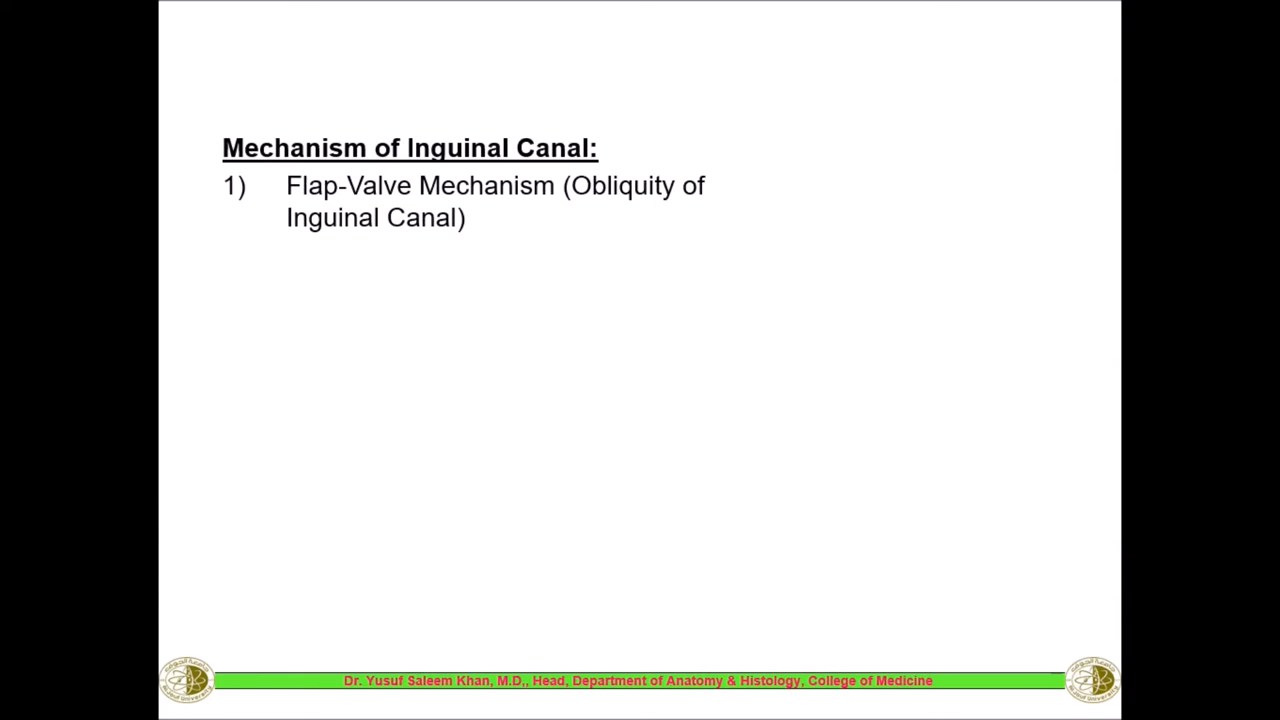 Mechanism of Inguinal Canal:
1) Flap-Valve Mechanism (Obliquity of
Inguinal Canal)
Dr. Yusuf Saleem Khan, M.D,, Head, Department of Anatomy & Histology, College of Medicine